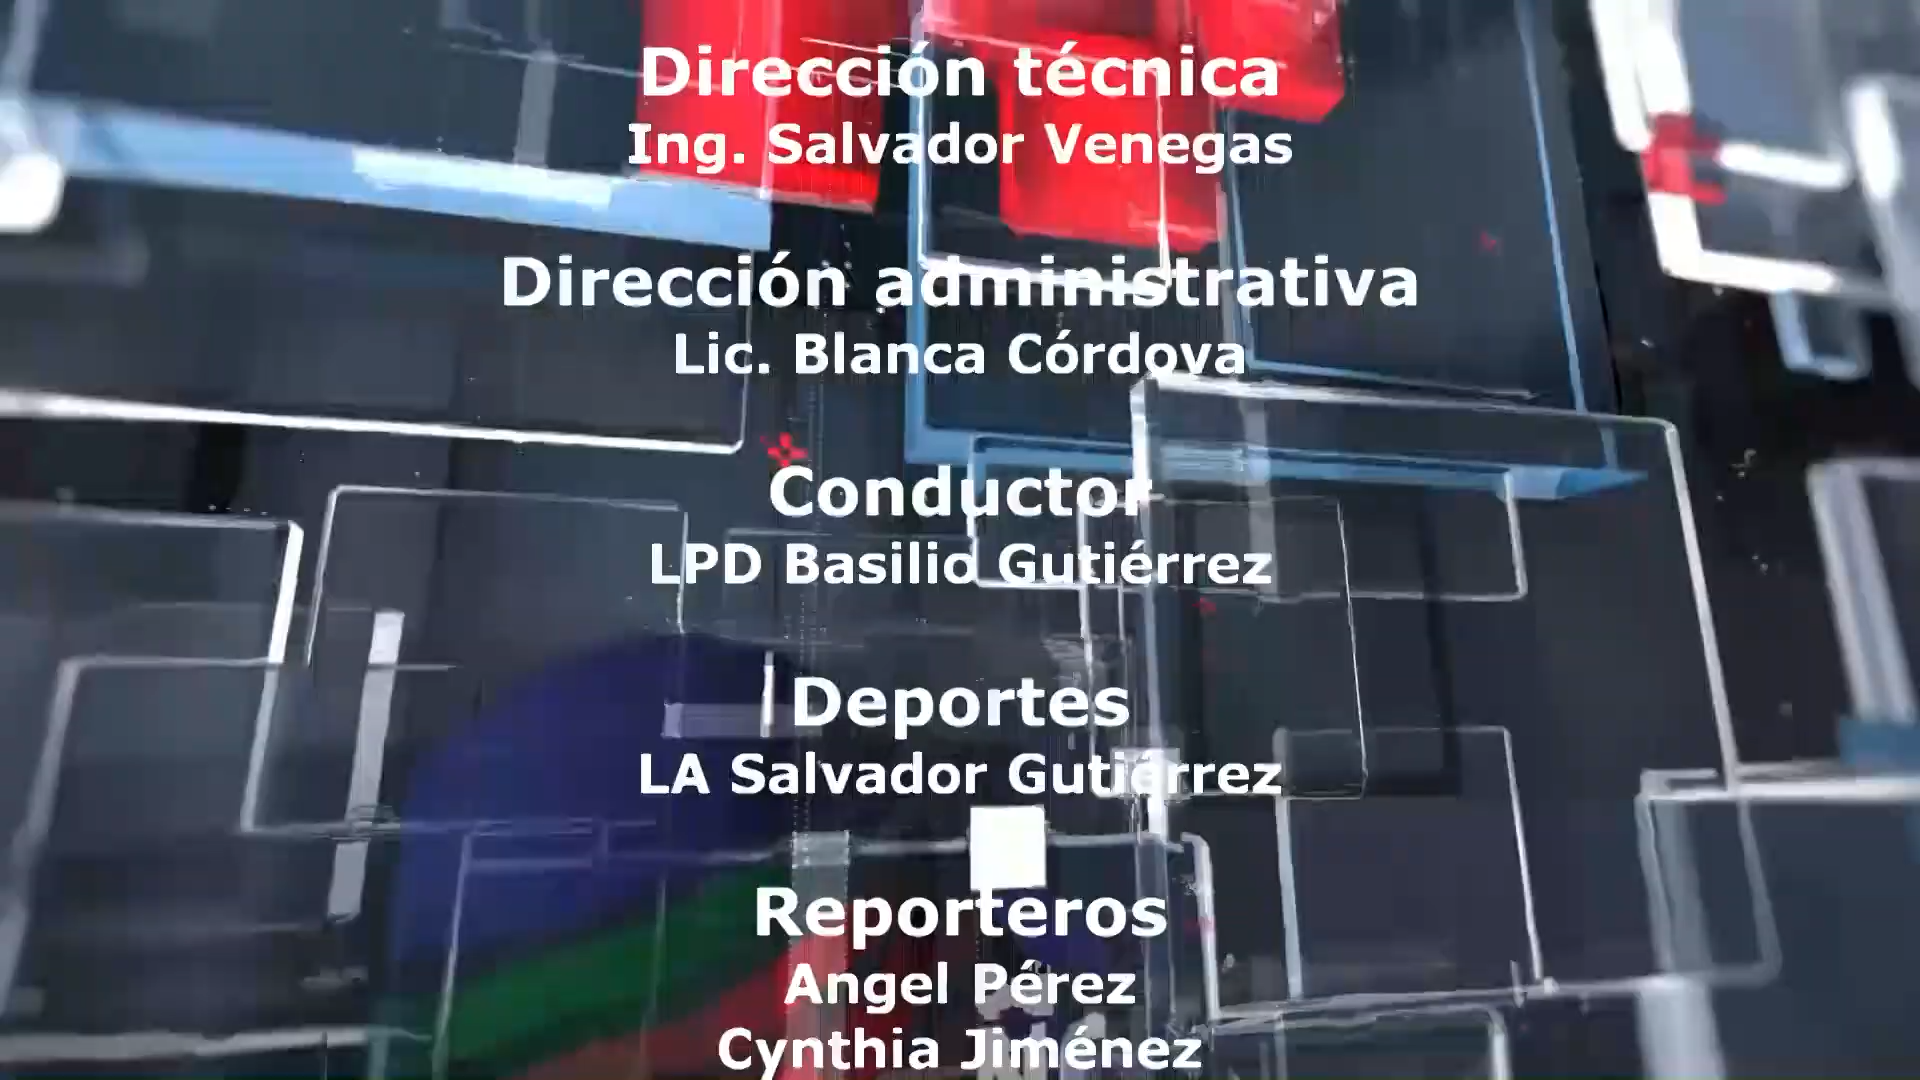 Dirección técnica
Ing. Salvador Venegas
Dirección administrativa
Lic. Blanca Córdova
Conductor
LPD Basilio Gutiérrez
Deportes
LA Salvador Gutiérrez
Reporteros
Angel Pérez
Cynthia Jiménez